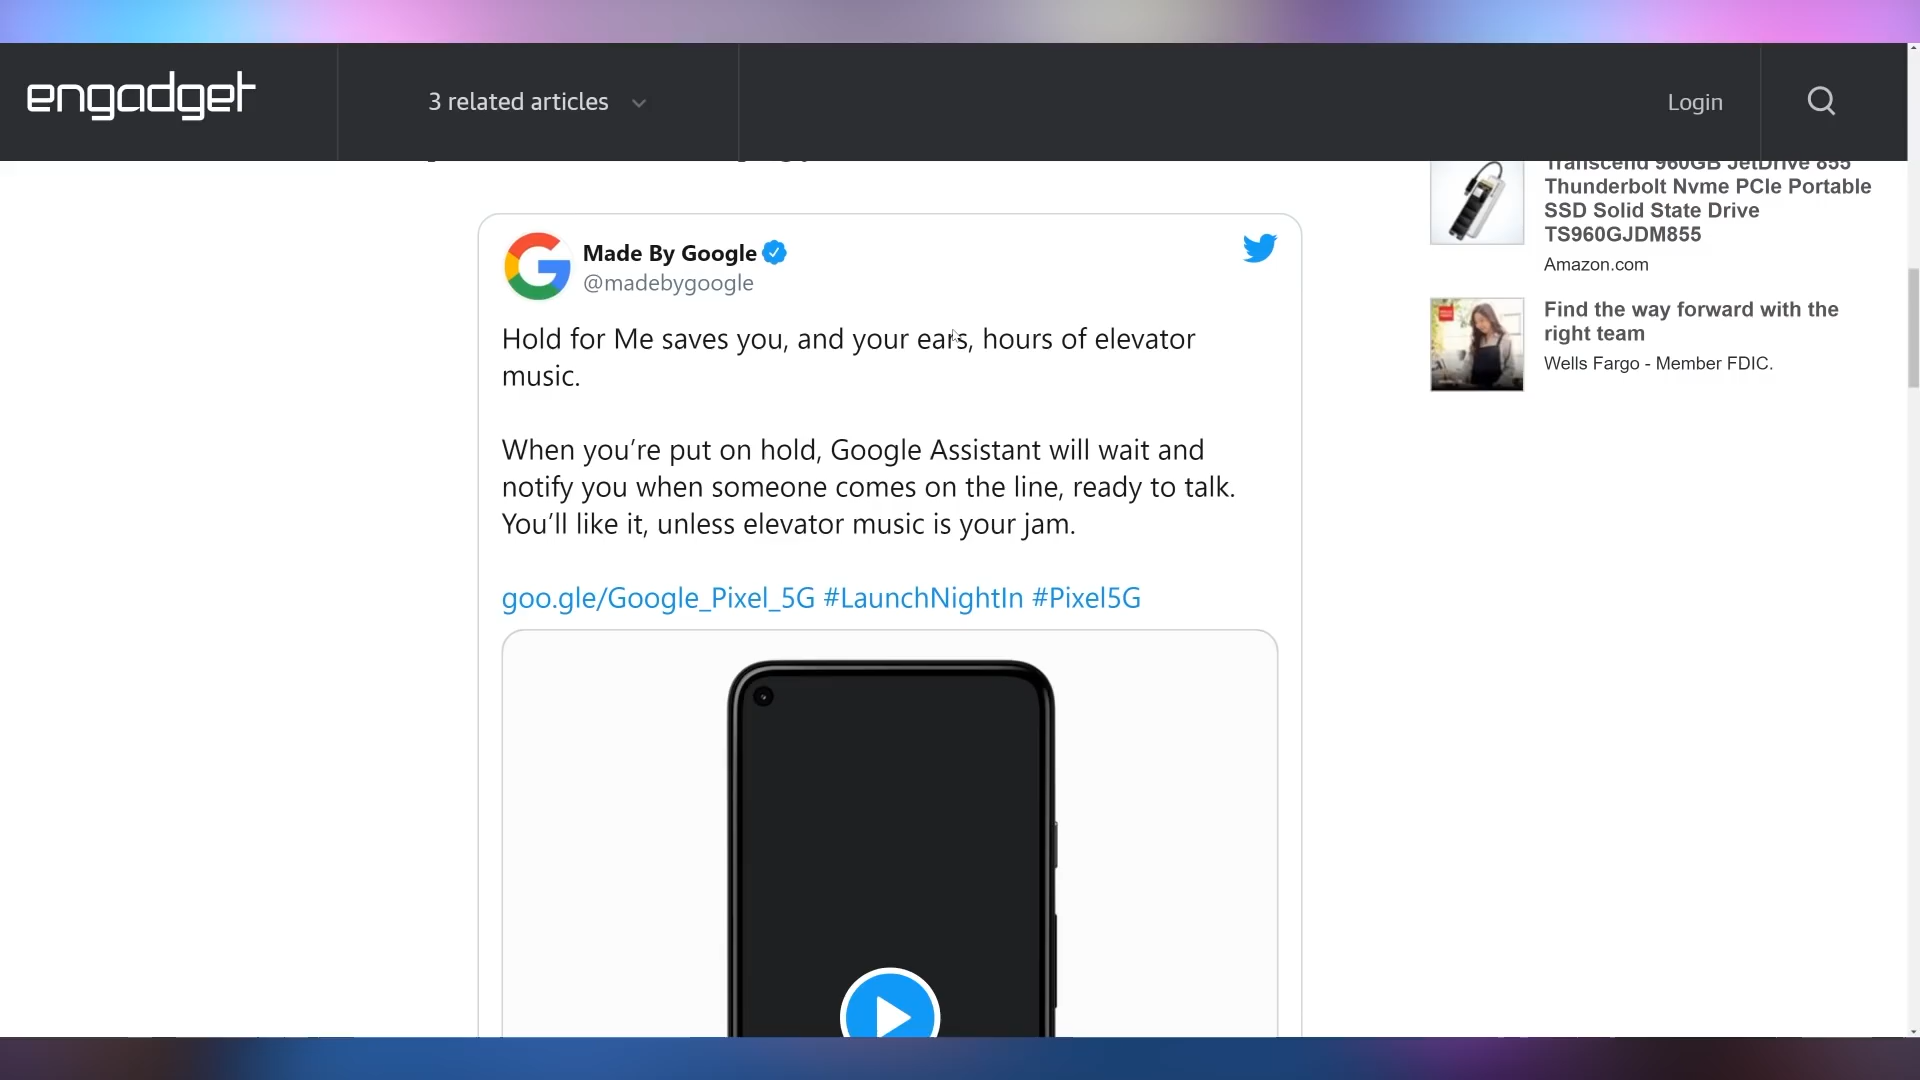 engadget
3 related articles
Login
Transcend 960GB JetDrive 855
Thunderbolt Nvme PCIe Portable
SSD Solid State Drive
TS960GJDM855
Amazon.com
Find the way forward with the
right team
Wells Fargo - Member FDIC.
Made By Google
@madebygoogle
Hold for Me saves you, and your ears, hours of elevator
music.
When you’re put on hold, Google Assistant will wait and
notify you when someone comes on the line, ready to talk.
You’ll like it, unless elevator music is your jam.
goo.gle/Google_Pixel_5G #LaunchNightIn #Pixel5G